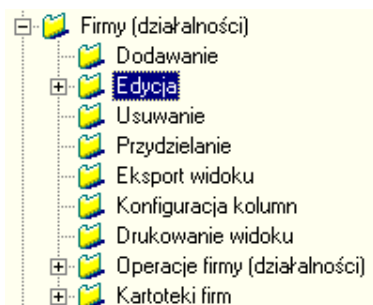 Firmy (działalności)
Dodawanie
Edycja
Usuwanie
Przydzielanie
Eksport widoku
Konfiguracja kolumn
Drukowanie widoku
Operacje firmy (działalności)
Kartoteki firm